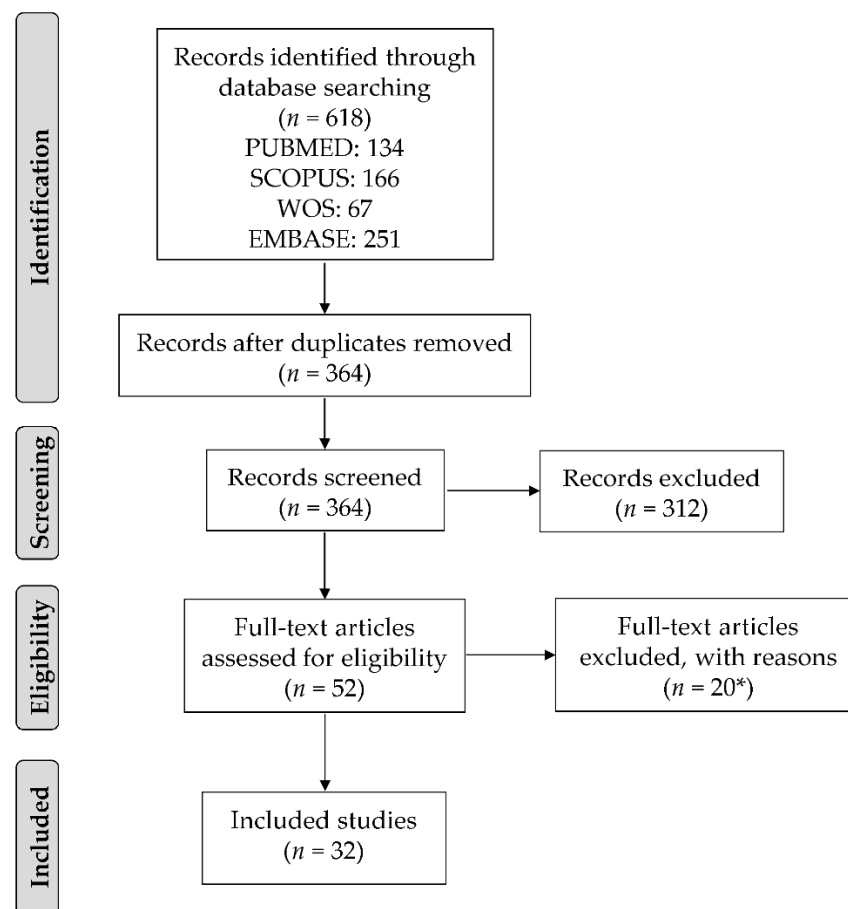 Identification
Records identified through
database searching
(n = 618)
PUBMED: 134
SCOPUS: 166
WOS: 67
EMBASE: 251
Records after duplicates removed
(n = 364)
Screening
Records screened
(n = 364)
Records excluded
(n = 312)
Eligibility
Full-text articles
assessed for eligibility
(n = 52)
Full-text articles
excluded, with reasons
(n = 20*)
Included
Included studies
(n = 32)